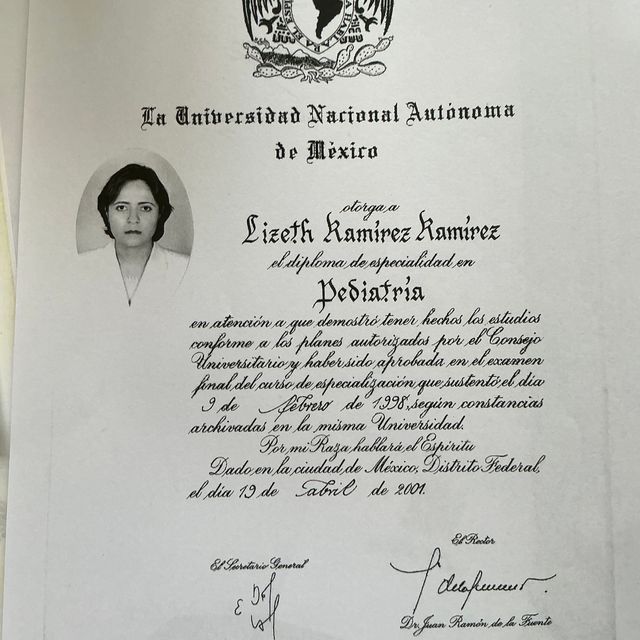 La Universidad Nacional Autónoma
de México
otorga a
Lizeth Ramírez Ramírez
el diploma de especialidad en
Pediatría
en atención a que demostró tener hechos los estudios
conforme a los planes autorizados por el Consejo
Universitario y haber sido aprobada en el examen
final del curso de especialización que sustentó el día
9 de febrero de 1998, según constancias
archivadas en la misma Universidad.
Por mi Raza hablará el Espíritu
Dado en la ciudad de México, Distrito Federal,
el día 19 de abril de 2001.
El Secretario General
El Rector
Dr. Juan Ramón de la Fuente